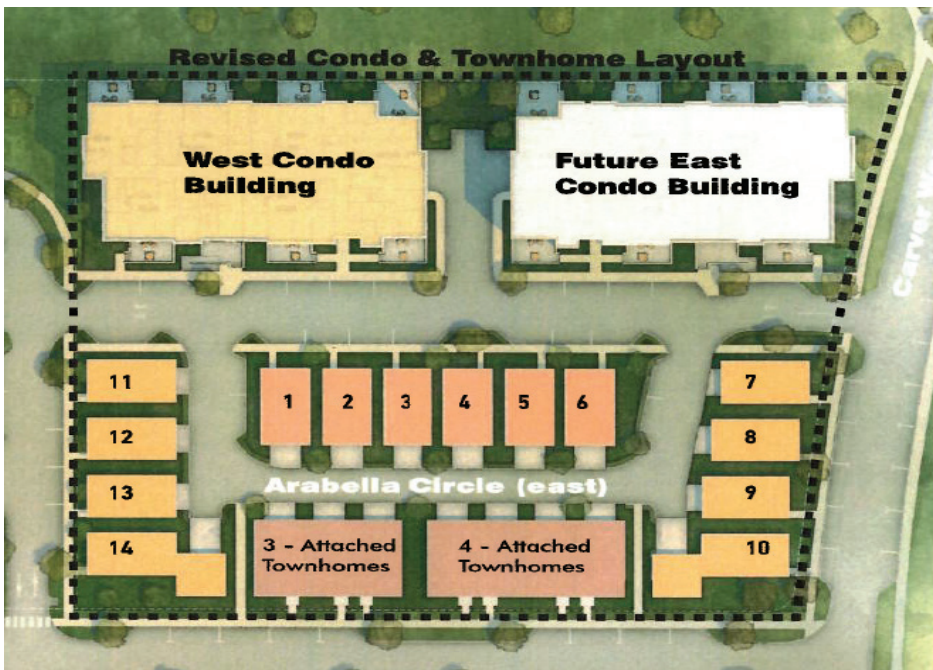 Revised Condo & Townhome Layout
West Condo
Building
Future East
Condo Building
Carver
11
12
13
14
1
2
3
4
5
6
7
8
9
10
Arabella Circle (east)
3 - Attached
Townhomes
4 - Attached
Townhomes